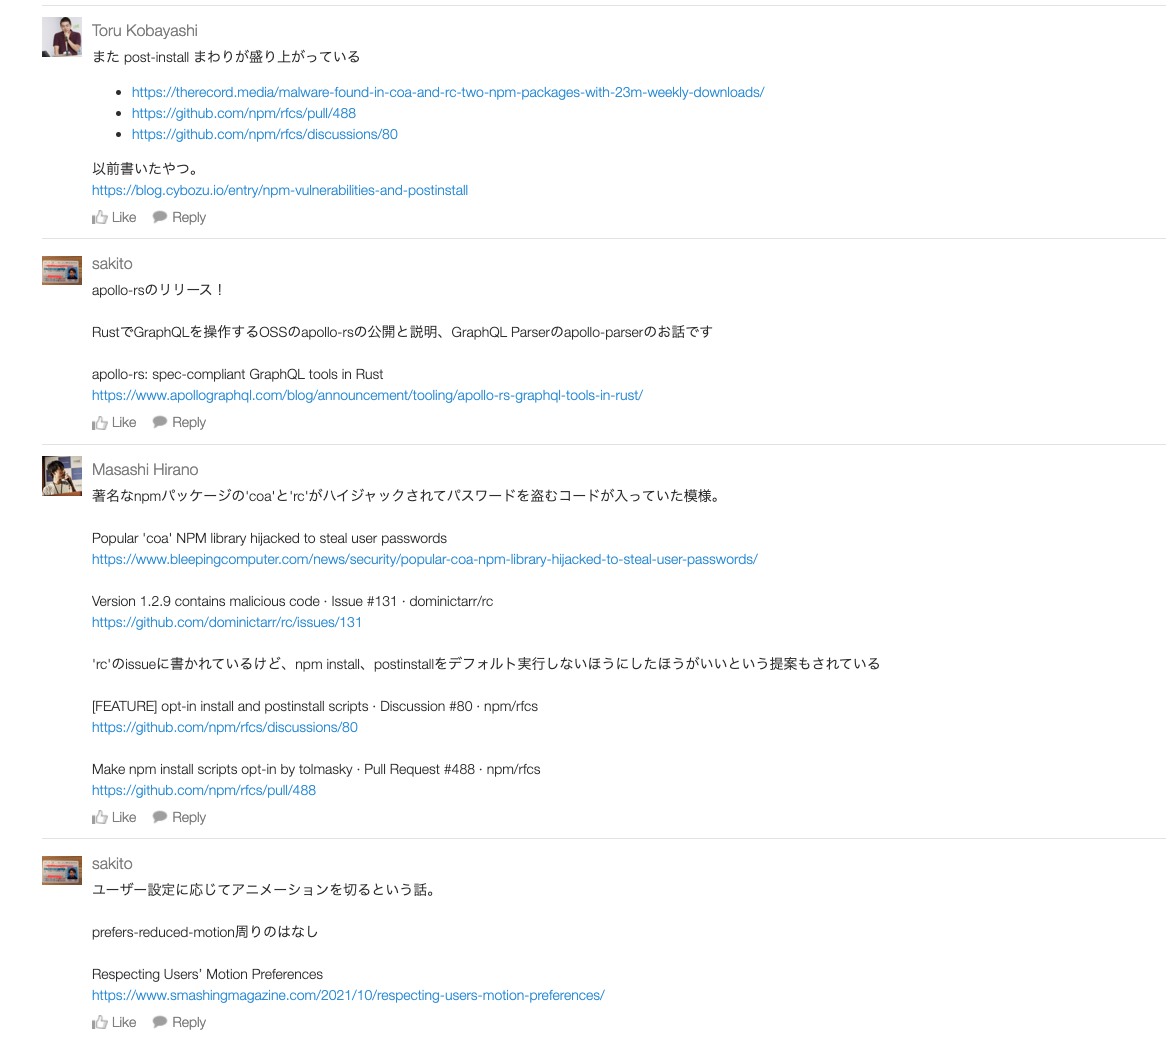 Toru Kobayashi
また post-install まわりが盛り上がっている
https://therecord.media/malware-found-in-coa-and-rc-two-npm-packages-with-23m-weekly-downloads/
https://github.com/npm/rfcs/pull/488
https://github.com/npm/rfcs/discussions/80
以前書いたやつ。
https://blog.cybozu.io/entry/npm-vulnerabilities-and-postinstall
Like Reply
sakito
apollo-rsのリリース！
RustでGraphQLを操作するOSSのapollo-rsの公開と説明、GraphQL Parserのapollo-parserのお話です
apollo-rs: spec-compliant GraphQL tools in Rust
https://www.apollographql.com/blog/announcement/tooling/apollo-rs-graphql-tools-in-rust/
Like Reply
Masashi Hirano
著名なnpmパッケージの'coa'と'rc'がハイジャックされてパスワードを盗むコードが入っていた模様。
Popular 'coa' NPM library hijacked to steal user passwords
https://www.bleepingcomputer.com/news/security/popular-coa-npm-library-hijacked-to-steal-user-passwords/
Version 1.2.9 contains malicious code · Issue #131 · dominictarr/rc
https://github.com/dominictarr/rc/issues/131
'rc'のissueに書かれているけど、npm install、postinstallをデフォルト実行しないほうにしたほうがいいという提案もされている
[FEATURE] opt-in install and postinstall scripts · Discussion #80 · npm/rfcs
https://github.com/npm/rfcs/discussions/80
Make npm install scripts opt-in by tolmasky · Pull Request #488 · npm/rfcs
https://github.com/npm/rfcs/pull/488
Like Reply
sakito
ユーザー設定に応じてアニメーションを切るという話。
prefers-reduced-motion周りのはなし
Respecting Users’ Motion Preferences
https://www.smashingmagazine.com/2021/10/respecting-users-motion-preferences/
Like Reply